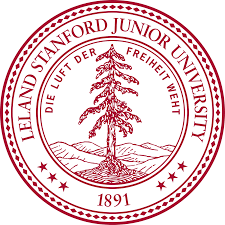 LELAND STANFORD JUNIOR UNIVERSITY
DIE LUFT DER FREIHEIT WEHT
1891